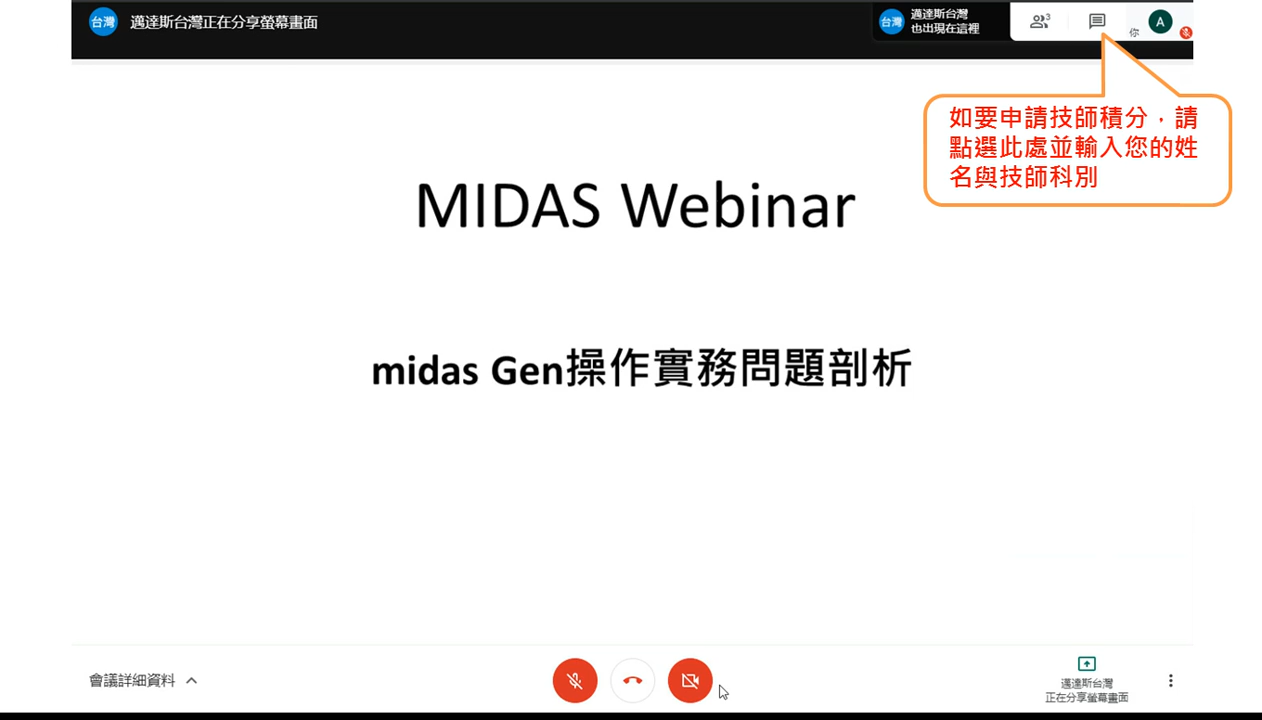 台灣 邁達斯台灣正在分享螢幕畫面
台灣 邁達斯台灣
也出現在這裡
3
你
A
如要申請技師積分，請
點選此處並輸入您的姓
名與技師科別
MIDAS Webinar
midas Gen操作實務問題剖析
會議詳細資料
邁達斯台灣
正在分享螢幕畫面